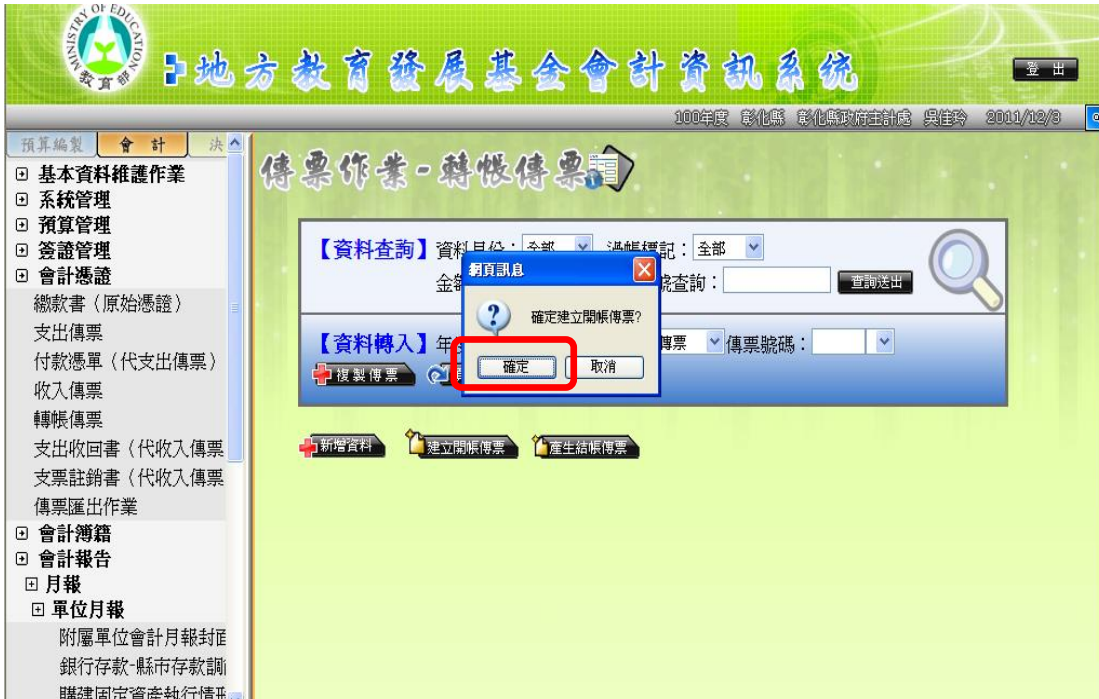 MINISTRY OF EDUCATION
教育部
地方教育發展基金會計資訊系統
登 出
100年度 彰化縣 彰化縣政府主計處 吳佳玲 2011/12/3
預算編製 會 計 決
基本資料維護作業
系統管理
預算管理
簽證管理
會計憑證
繳款書（原始憑證）
支出傳票
付款憑單（代支出傳票）
收入傳票
轉帳傳票
支出收回書（代收入傳票
支票註銷書（代收入傳票
傳票匯出作業
會計簿籍
會計報告
月報
單位月報
附屬單位會計月報封面
銀行存款-縣市存款調
購建固定資產執行情形
傳票作業-轉帳傳票
【資料查詢】資料月份：全部 過帳標記：全部
金 查詢： 查詢送出
【資料轉入】年 傳票 傳票號碼：
複製傳票
網頁訊息
確定建立開帳傳票?
確定 取消
新增資料 建立開帳傳票 產生結帳傳票